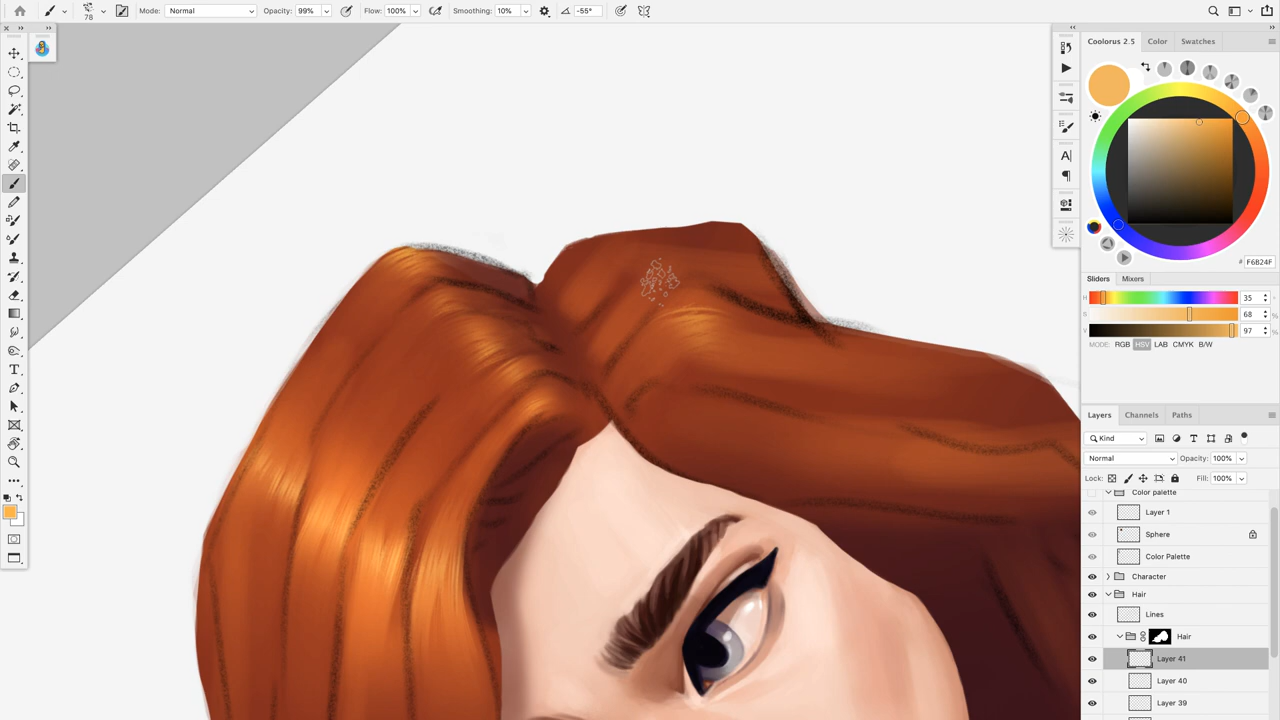 78 Mode: Normal Opacity: 99% Flow: 100% Smoothing: 10% -55°
Coolorus 2.5 Color Swatches
F6B24F
Sliders Mixers
H 35
S 68 %
V 97 %
MODE: RGB HSV LAB CMYK B/W
Layers Channels Paths
Kind
Normal Opacity: 100%
Lock: Fill: 100%
Color palette
Layer 1
Sphere
Color Palette
Character
Hair
Lines
Hair
Layer 41
Layer 40
Layer 39